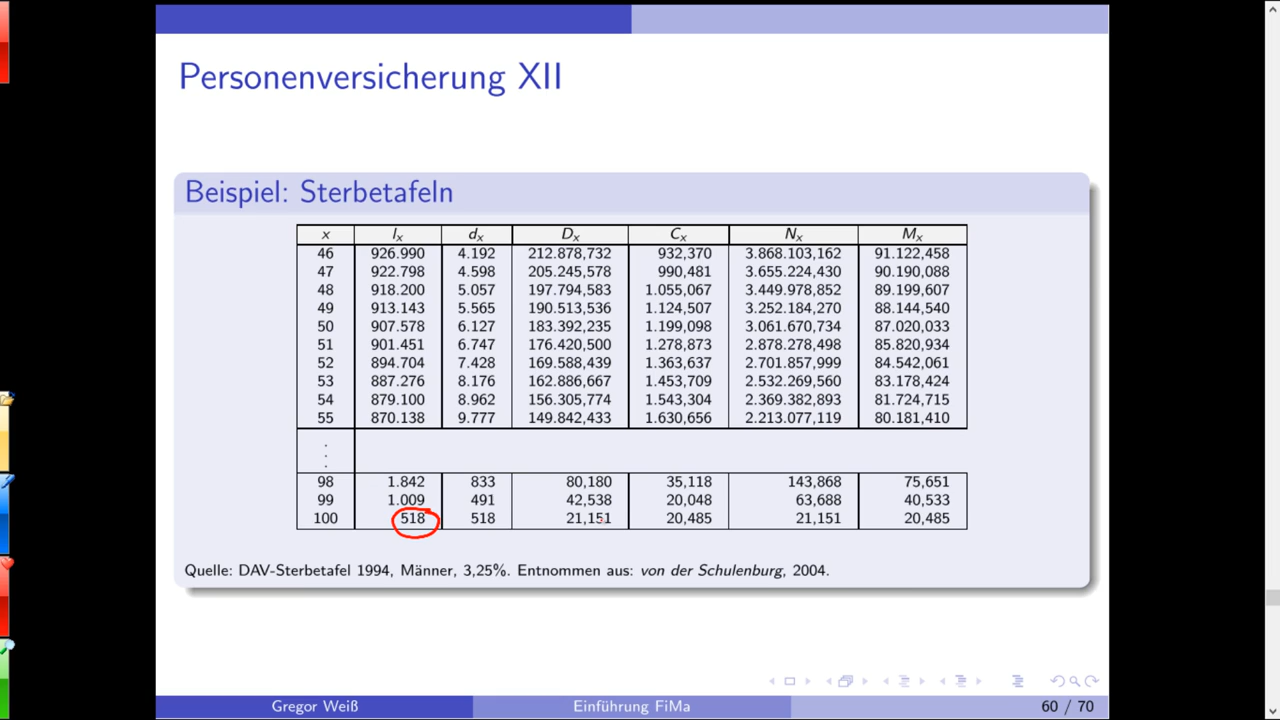 Personenversicherung XII
Beispiel: Sterbetafeln
x lx dx Dx Cx Nx Mx
46 926.990 4.192 212.878,732 932,370 3.868.103,162 91.122,458
47 922.798 4.598 205.245,578 990,481 3.655.224,430 90.190,088
48 918.200 5.057 197.794,583 1.055,067 3.449.978,852 89.199,607
49 913.143 5.565 190.513,536 1.124,507 3.252.184,270 88.144,540
50 907.578 6.127 183.392,235 1.199,098 3.061.670,734 87.020,033
51 901.451 6.747 176.420,500 1.278,873 2.878.278,498 85.820,934
52 894.704 7.428 169.588,439 1.363,637 2.701.857,999 84.542,061
53 887.276 8.176 162.886,667 1.453,709 2.532.269,560 83.178,424
54 879.100 8.962 156.305,774 1.543,304 2.369.382,893 81.724,715
55 870.138 9.777 149.842,433 1.630,656 2.213.077,119 80.181,410
98 1.842 833 80,180 35,118 143,868 75,651
99 1.009 491 42,538 20,048 63,688 40,533
100 518 518 21,151 20,485 21,151 20,485
Quelle: DAV-Sterbetafel 1994, Männer, 3,25%. Entnommen aus: von der Schulenburg, 2004.
Gregor Weiß Einführung FiMa 60 / 70